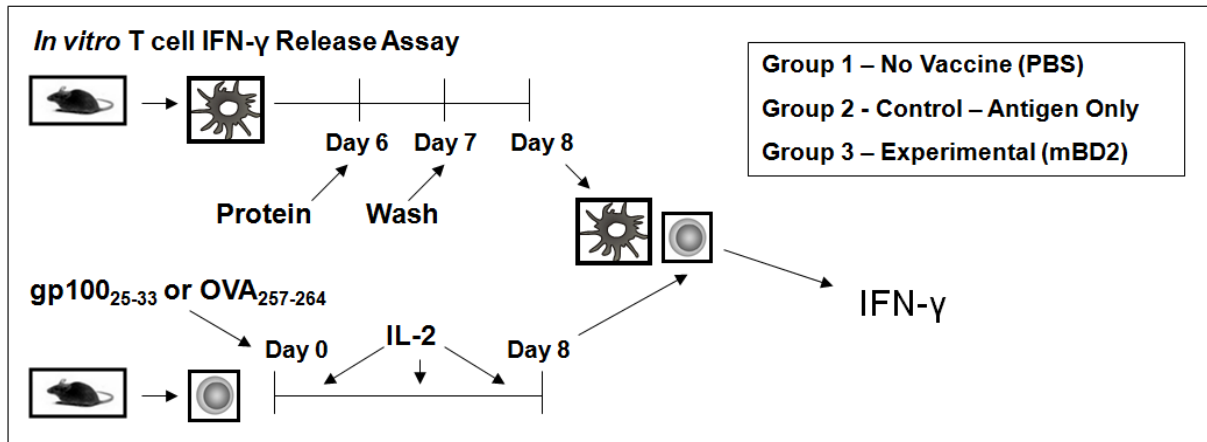 In vitro T cell IFN-γ Release Assay
Group 1 – No Vaccine (PBS)
Group 2 - Control – Antigen Only
Group 3 – Experimental (mBD2)
Day 6 Day 7 Day 8
Protein Wash
gp100₂₅₋₃₃ or OVA₂₅₇₋₂₆₄
IFN-γ
IL-2
Day 0 Day 8